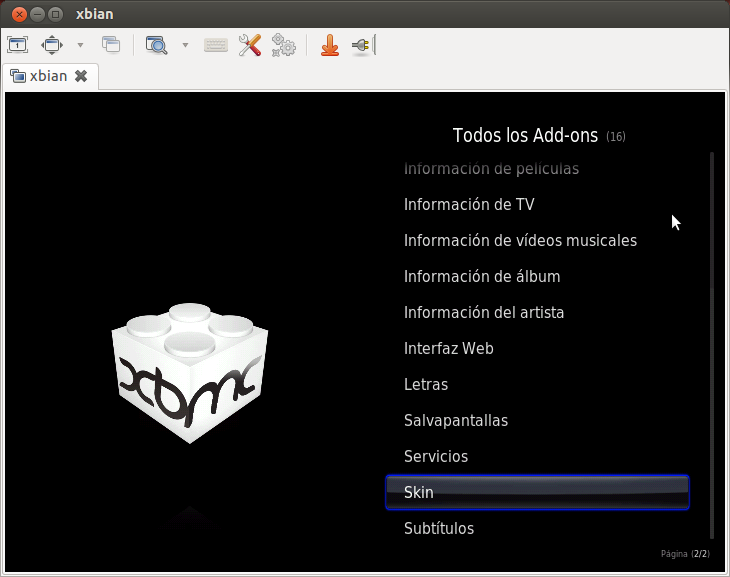 xbian
xbian
Todos los Add-ons (16)
Información de películas
Información de TV
Información de vídeos musicales
Información de álbum
Información del artista
Interfaz Web
Letras
Salvapantallas
Servicios
Skin
Subtítulos
Página (2/2)
xbmc